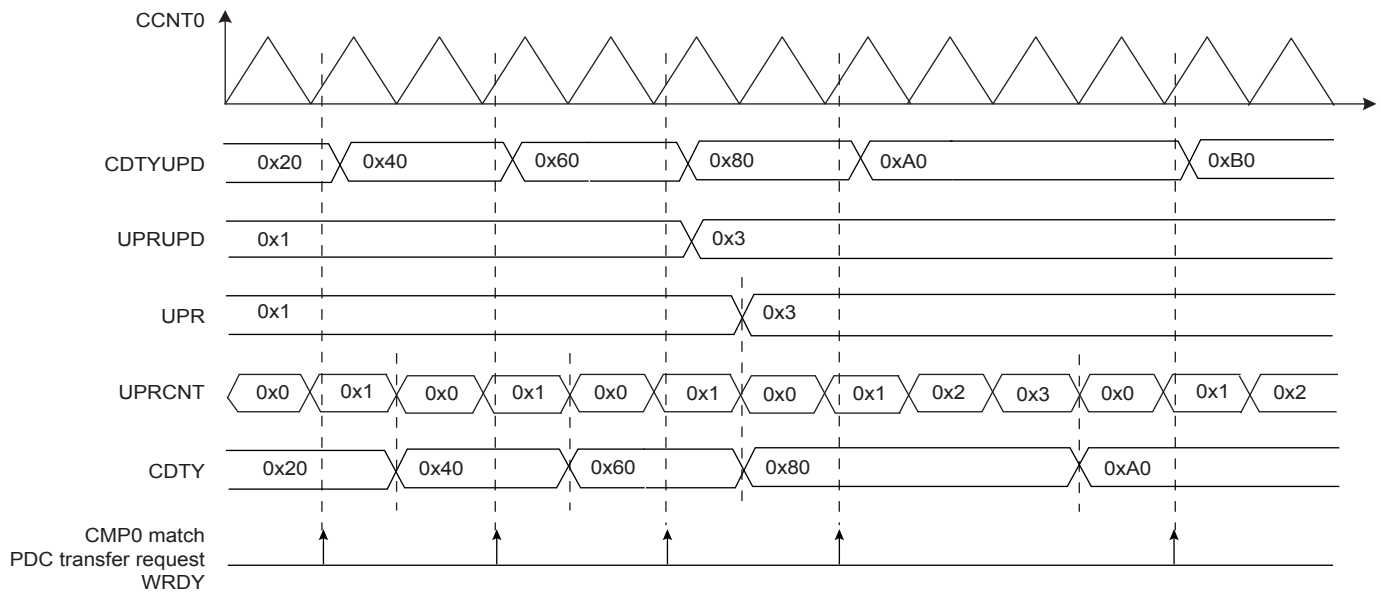 CCNT0
CDTYUPD 0x20 0x40 0x60 0x80 0xA0 0xB0
UPRUPD 0x1 0x3
UPR 0x1 0x3
UPRCNT 0x0 0x1 0x0 0x1 0x0 0x1 0x0 0x1 0x2 0x3 0x0 0x1 0x2
CDTY 0x20 0x40 0x60 0x80 0xA0
CMP0 match
PDC transfer request
WRDY